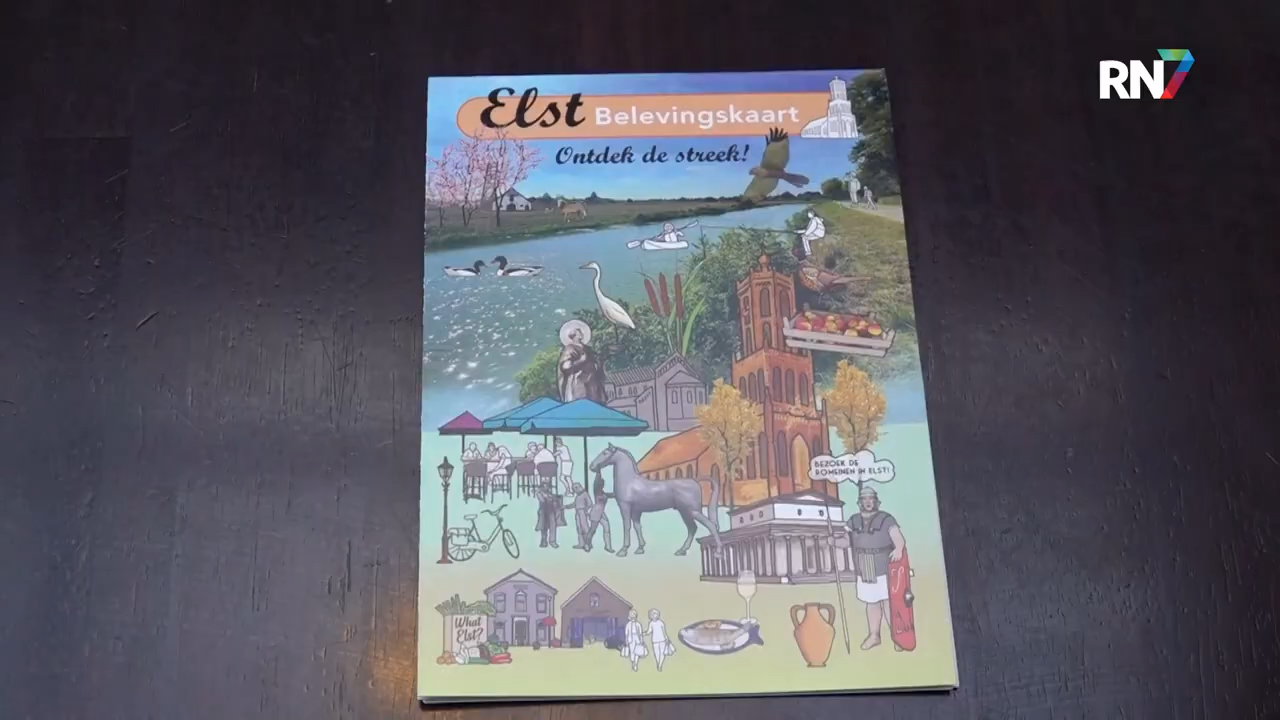 RN7
Elst Belevingskaart
Ontdek de streek!
BEZOEK DE
ROMEINEN IN ELST!
What
Elst?